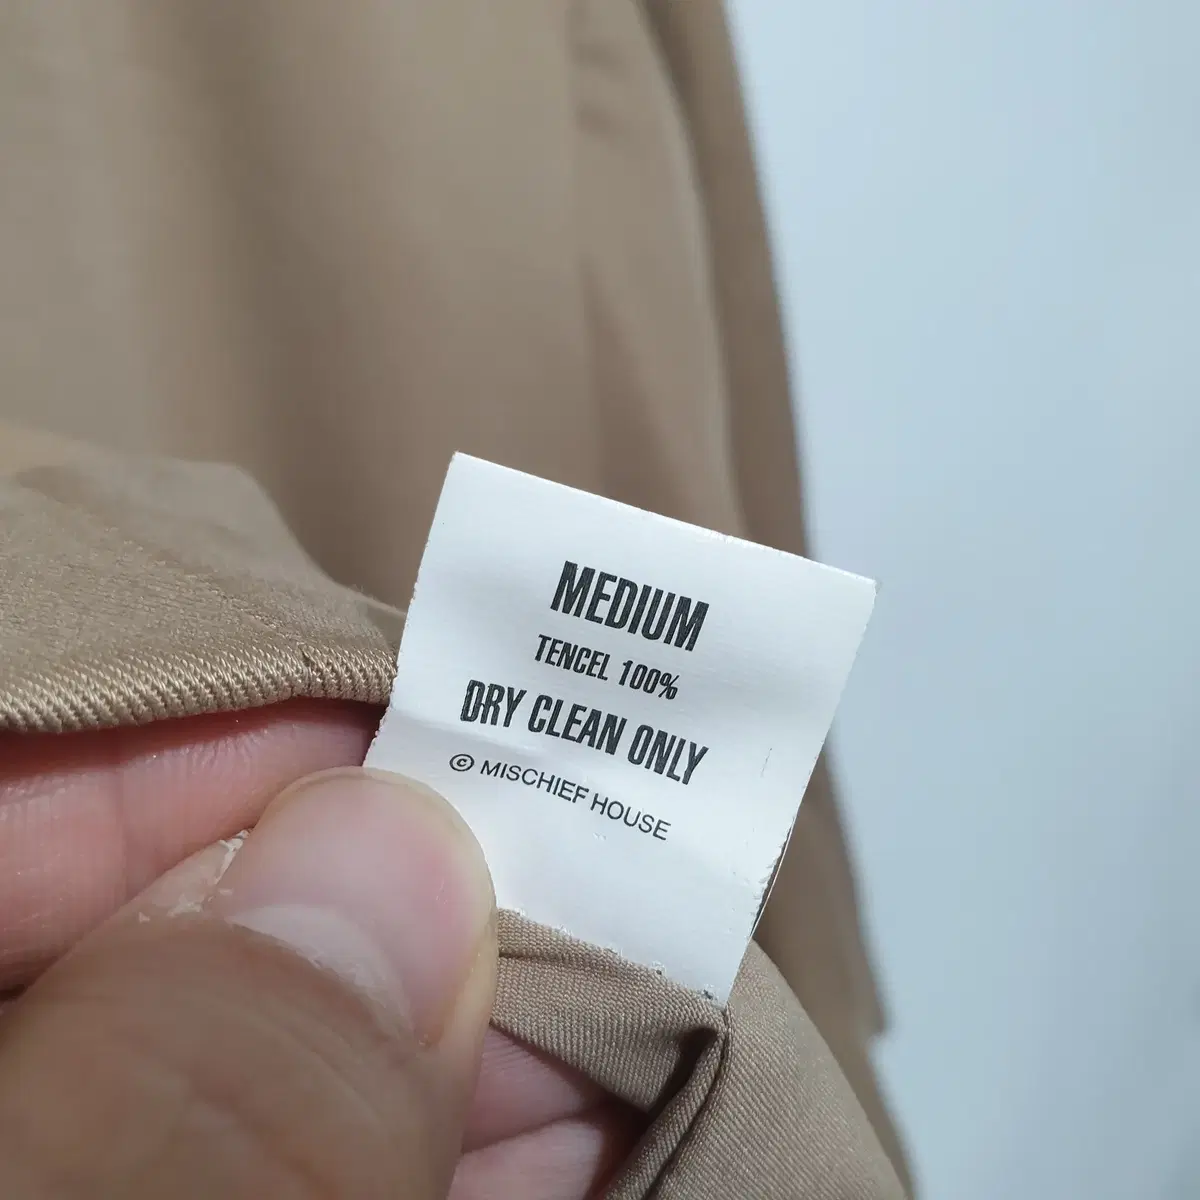 MEDIUM
TENCEL 100%
DRY CLEAN ONLY
© MISCHIEF HOUSE